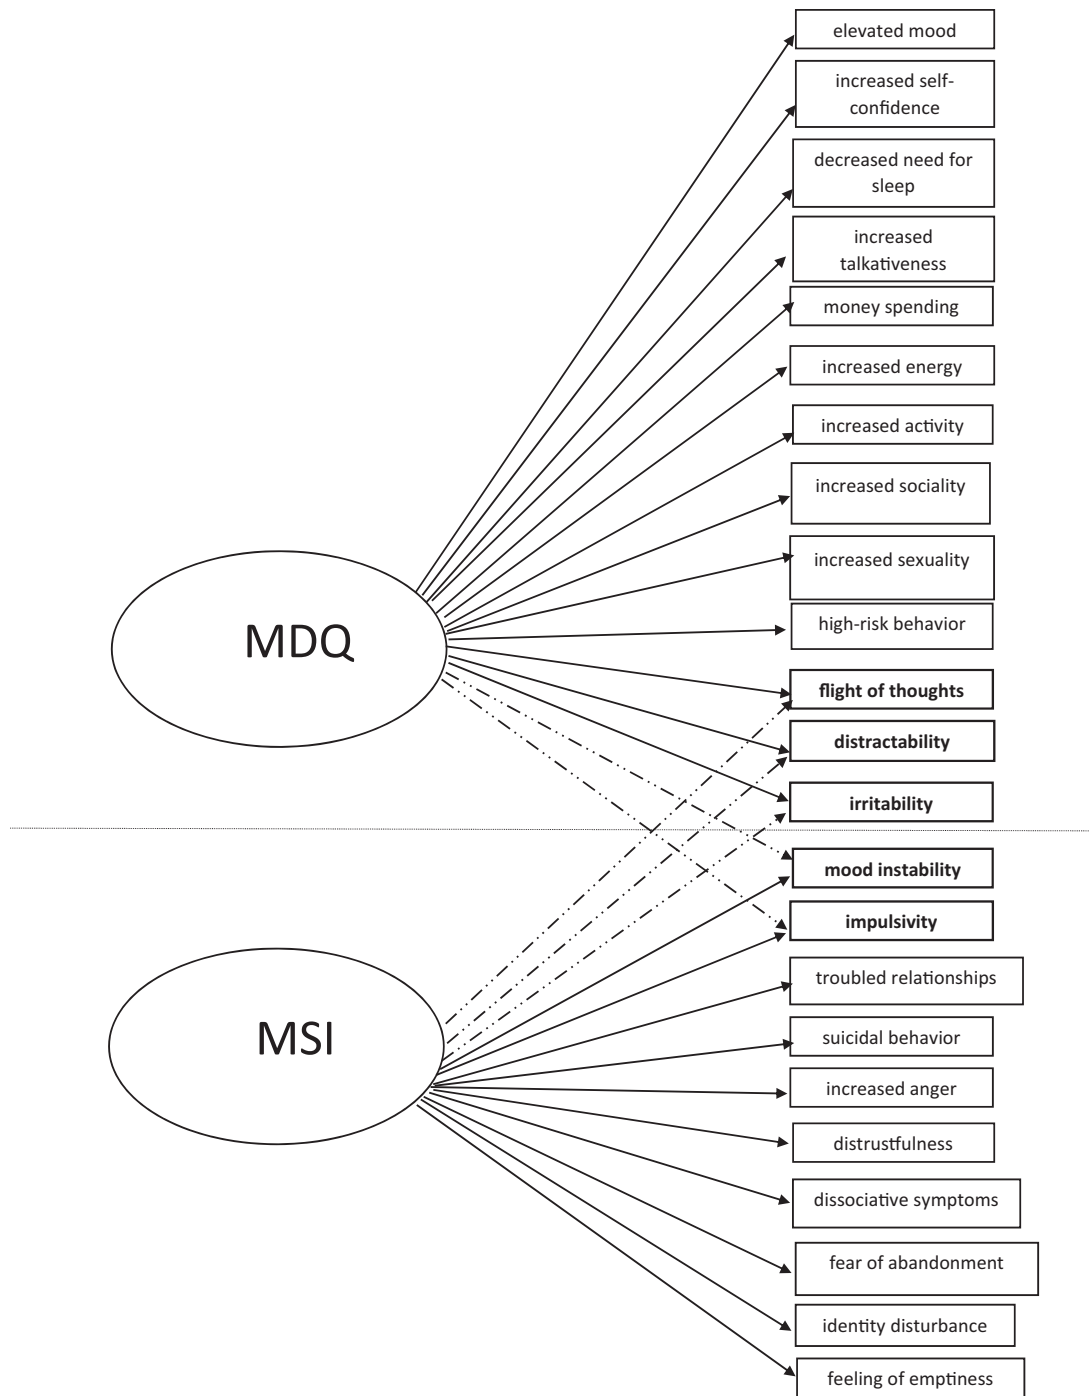 elevated mood
increased self-
confidence
decreased need for
sleep
increased
talkativeness
money spending
increased energy
increased activity
increased sociality
increased sexuality
high-risk behavior
MDQ
flight of thoughts
distractability
irritability
mood instability
impulsivity
troubled relationships
MSI
suicidal behavior
increased anger
distrustfulness
dissociative symptoms
fear of abandonment
identity disturbance
feeling of emptiness